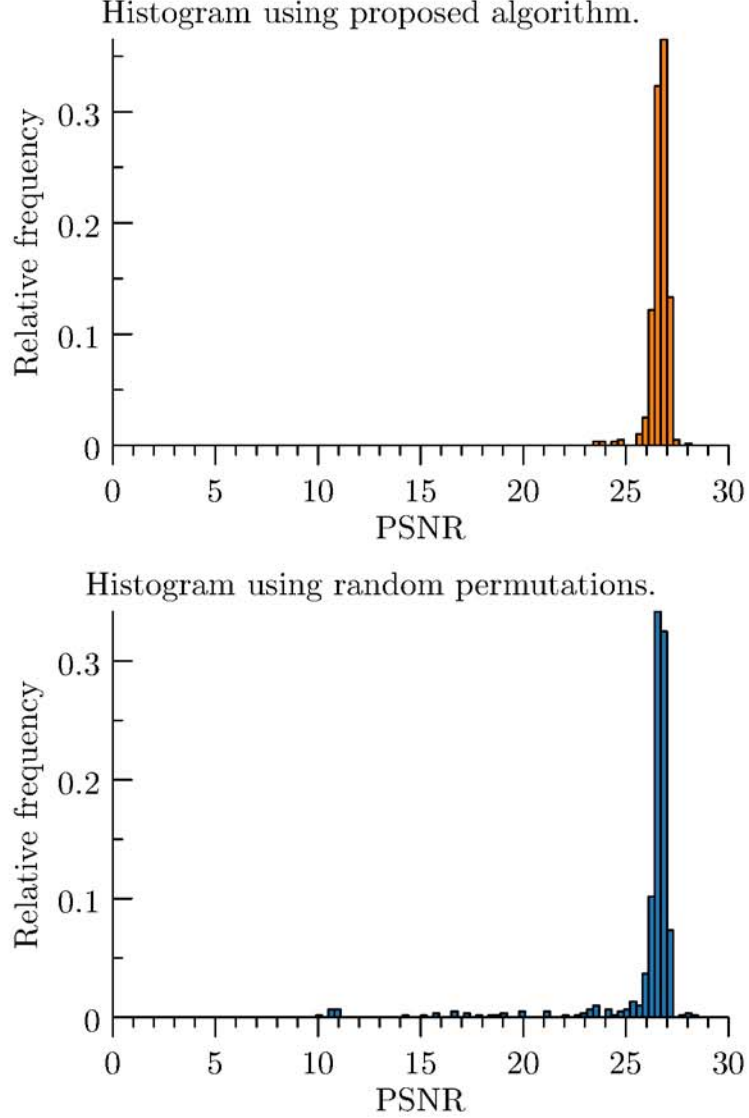 Histogram using proposed algorithm.
Relative frequency
0.3
0.2
0.1
0
0 5 10 15 20 25 30
PSNR
Histogram using random permutations.
Relative frequency
0.3
0.2
0.1
0
0 5 10 15 20 25 30
PSNR